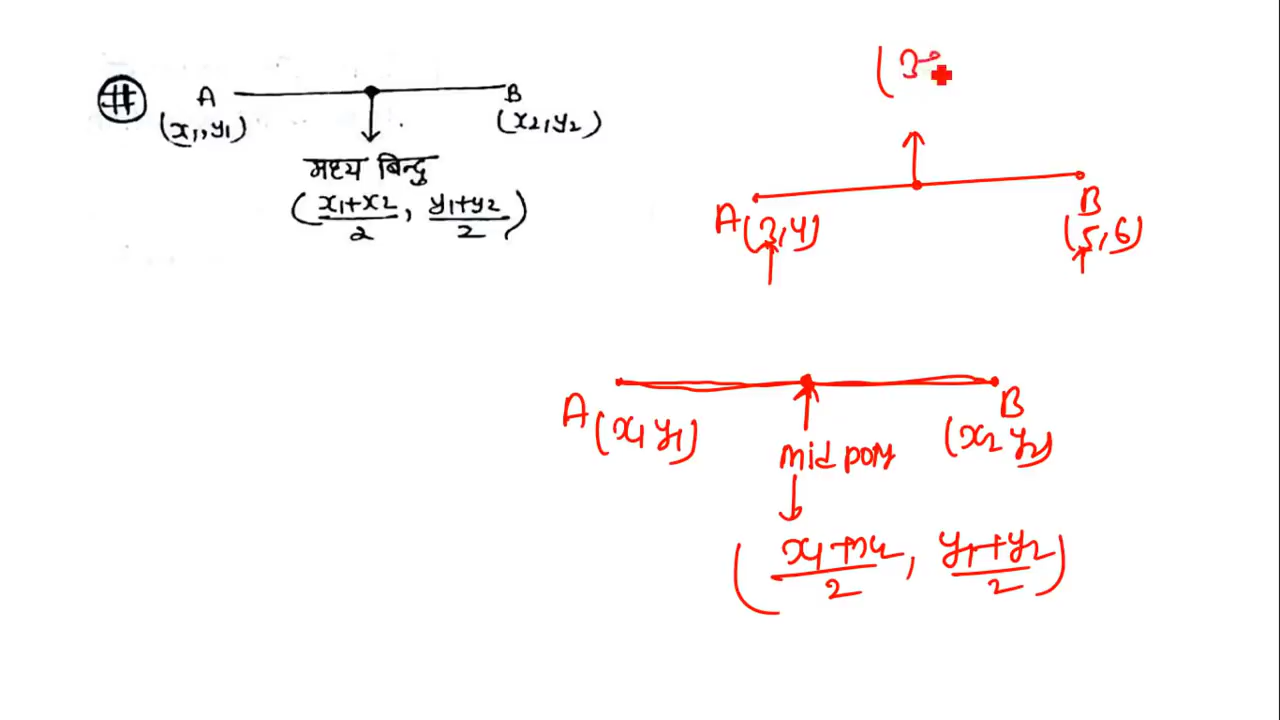 #
A
B
(x₁, y₁)
(x₂, y₂)
मध्य बिन्दु
(x₁+x₂/2, y₁+y₂/2)
(3
A (3, 4)
B
(5, 6)
A (x₁ y₁)
B
(x₂ y₂)
mid
(x₁+x₂/2, y₁+y₂/2)